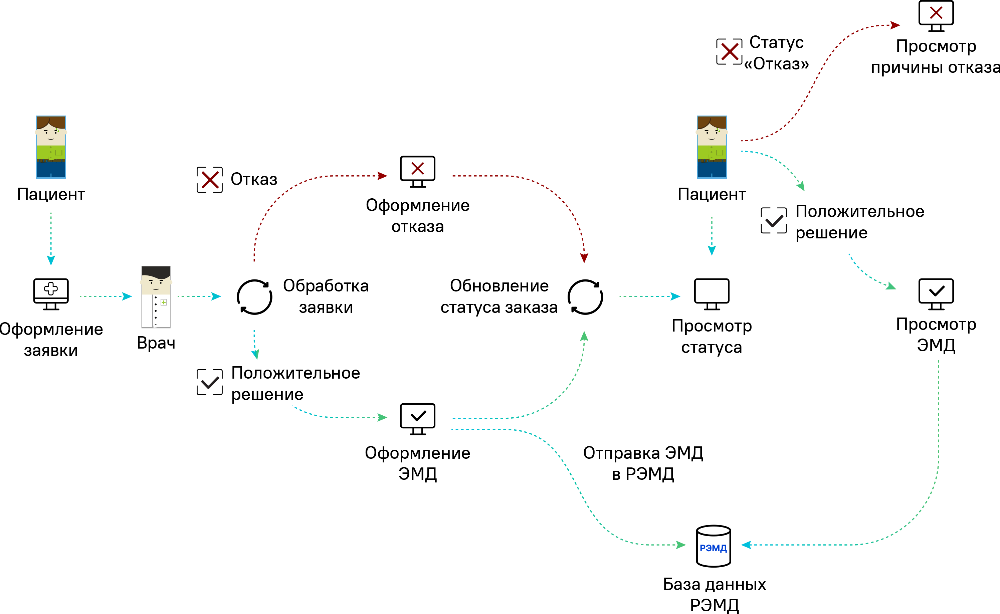 Статус
«Отказ»
Просмотр
причины отказа
Пациент
Отказ
Оформление
отказа
Пациент
Положительное
решение
Оформление
заявки
Врач
Обработка
заявки
Обновление
статуса заказа
Просмотр
статуса
Просмотр
ЭМД
Положительное
решение
Оформление
ЭМД
Отправка ЭМД
в РЭМД
РЭМД
База данных
РЭМД